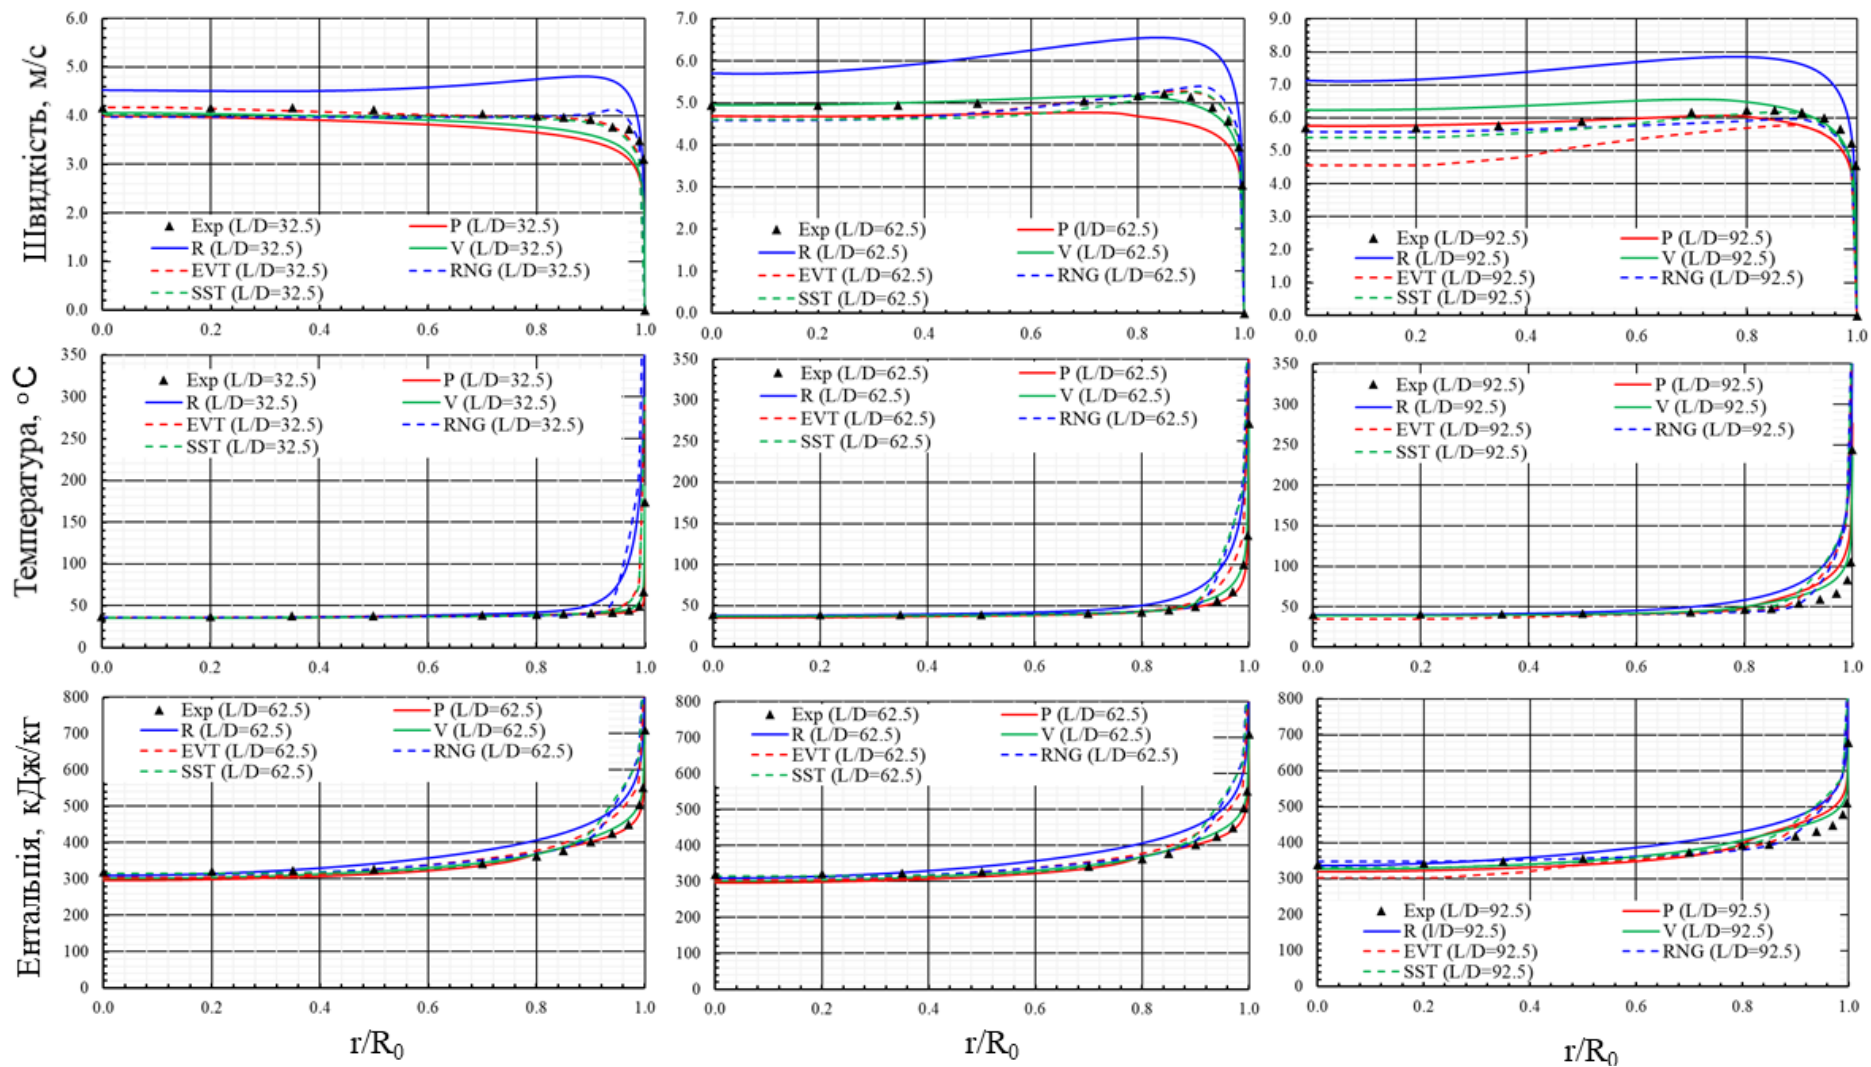 Швидкість, м/с
6.0
5.0
4.0
3.0
2.0
1.0
0.0
Exp (L/D=32.5)
P (L/D=32.5)
R (L/D=32.5)
V (L/D=32.5)
EVT (L/D=32.5)
RNG (L/D=32.5)
SST (L/D=32.5)
0.0 0.2 0.4 0.6 0.8 1.0
7.0
6.0
5.0
4.0
3.0
2.0
1.0
0.0
Exp (L/D=62.5)
P (l/D=62.5)
R (L/D=62.5)
V (L/D=62.5)
EVT (L/D=62.5)
RNG (L/D=62.5)
SST (L/D=62.5)
0.0 0.2 0.4 0.6 0.8 1.0
9.0
8.0
7.0
6.0
5.0
4.0
3.0
2.0
1.0
0.0
Exp (L/D=92.5)
P (L/D=92.5)
R (L/D=92.5)
V (L/D=92.5)
EVT (L/D=92.5)
RNG (L/D=92.5)
SST (L/D=92.5)
0.0 0.2 0.4 0.6 0.8 1.0
Температура, °C
350
300
250
200
150
100
50
0
Exp (L/D=32.5)
P (L/D=32.5)
R (L/D=32.5)
V (L/D=32.5)
EVT (L/D=32.5)
RNG (L/D=32.5)
SST (L/D=32.5)
0.0 0.2 0.4 0.6 0.8 1.0
350
300
250
200
150
100
50
0
Exp (L/D=62.5)
P (L/D=62.5)
R (L/D=62.5)
V (L/D=62.5)
EVT (L/D=62.5)
RNG (L/D=62.5)
SST (L/D=62.5)
0.0 0.2 0.4 0.6 0.8 1.0
350
300
250
200
150
100
50
0
Exp (L/D=92.5)
P (L/D=92.5)
R (L/D=92.5)
V (L/D=92.5)
EVT (L/D=92.5)
RNG (L/D=92.5)
SST (L/D=92.5)
0.0 0.2 0.4 0.6 0.8 1.0
Ентальпія, кДж/кг
800
700
600
500
400
300
200
100
0
Exp (L/D=62.5)
P (L/D=62.5)
R (L/D=62.5)
V (L/D=62.5)
EVT (L/D=62.5)
RNG (L/D=62.5)
SST (L/D=62.5)
0.0 0.2 0.4 0.6 0.8 1.0
r/R₀
800
700
600
500
400
300
200
100
0
Exp (L/D=62.5)
P (L/D=62.5)
R (L/D=62.5)
V (L/D=62.5)
EVT (L/D=62.5)
RNG (L/D=62.5)
SST (L/D=62.5)
0.0 0.2 0.4 0.6 0.8 1.0
r/R₀
800
700
600
500
400
300
200
100
0
Exp (L/D=92.5)
P (L/D=92.5)
R (l/D=92.5)
V (L/D=92.5)
EVT (L/D=92.5)
RNG (L/D=92.5)
SST (L/D=92.5)
0.0 0.2 0.4 0.6 0.8 1.0
r/R₀